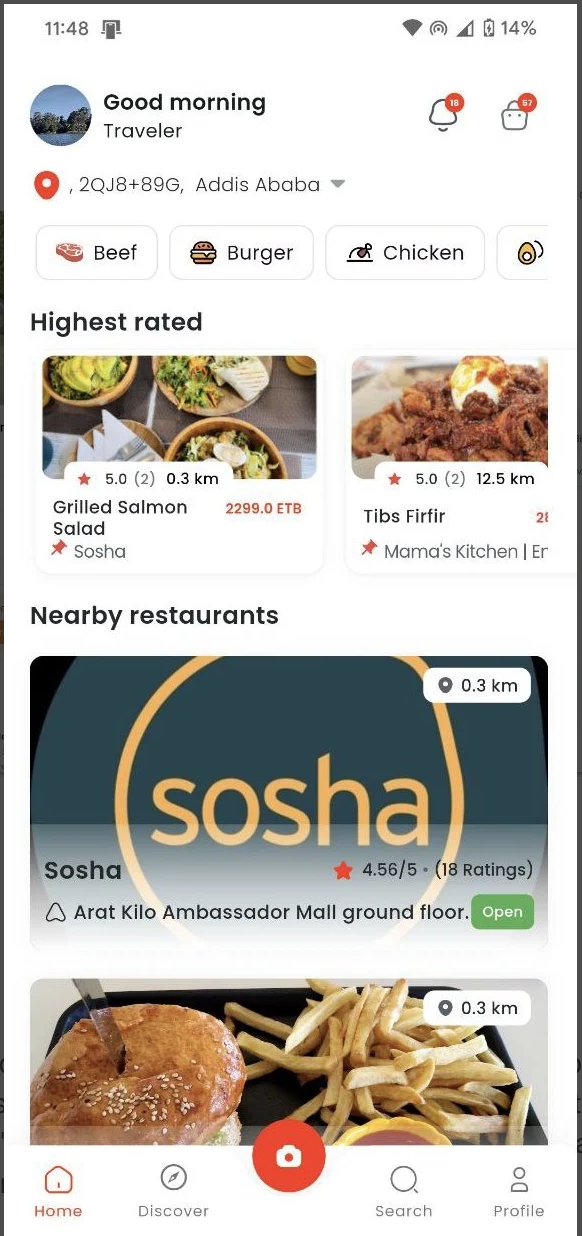 11:48 14%
Good morning
Traveler
18
57
, 2QJ8+89G, Addis Ababa
Beef Burger Chicken
Highest rated
5.0 (2) 0.3 km
Grilled Salmon Salad
2299.0 ETB
Sosha
5.0 (2) 12.5 km
Tibs Firfir
28
Mama's Kitchen | En
Nearby restaurants
0.3 km
sosha
Sosha 4.56/5 • (18 Ratings)
Arat Kilo Ambassador Mall ground floor. Open
0.3 km
Home Discover Search Profile